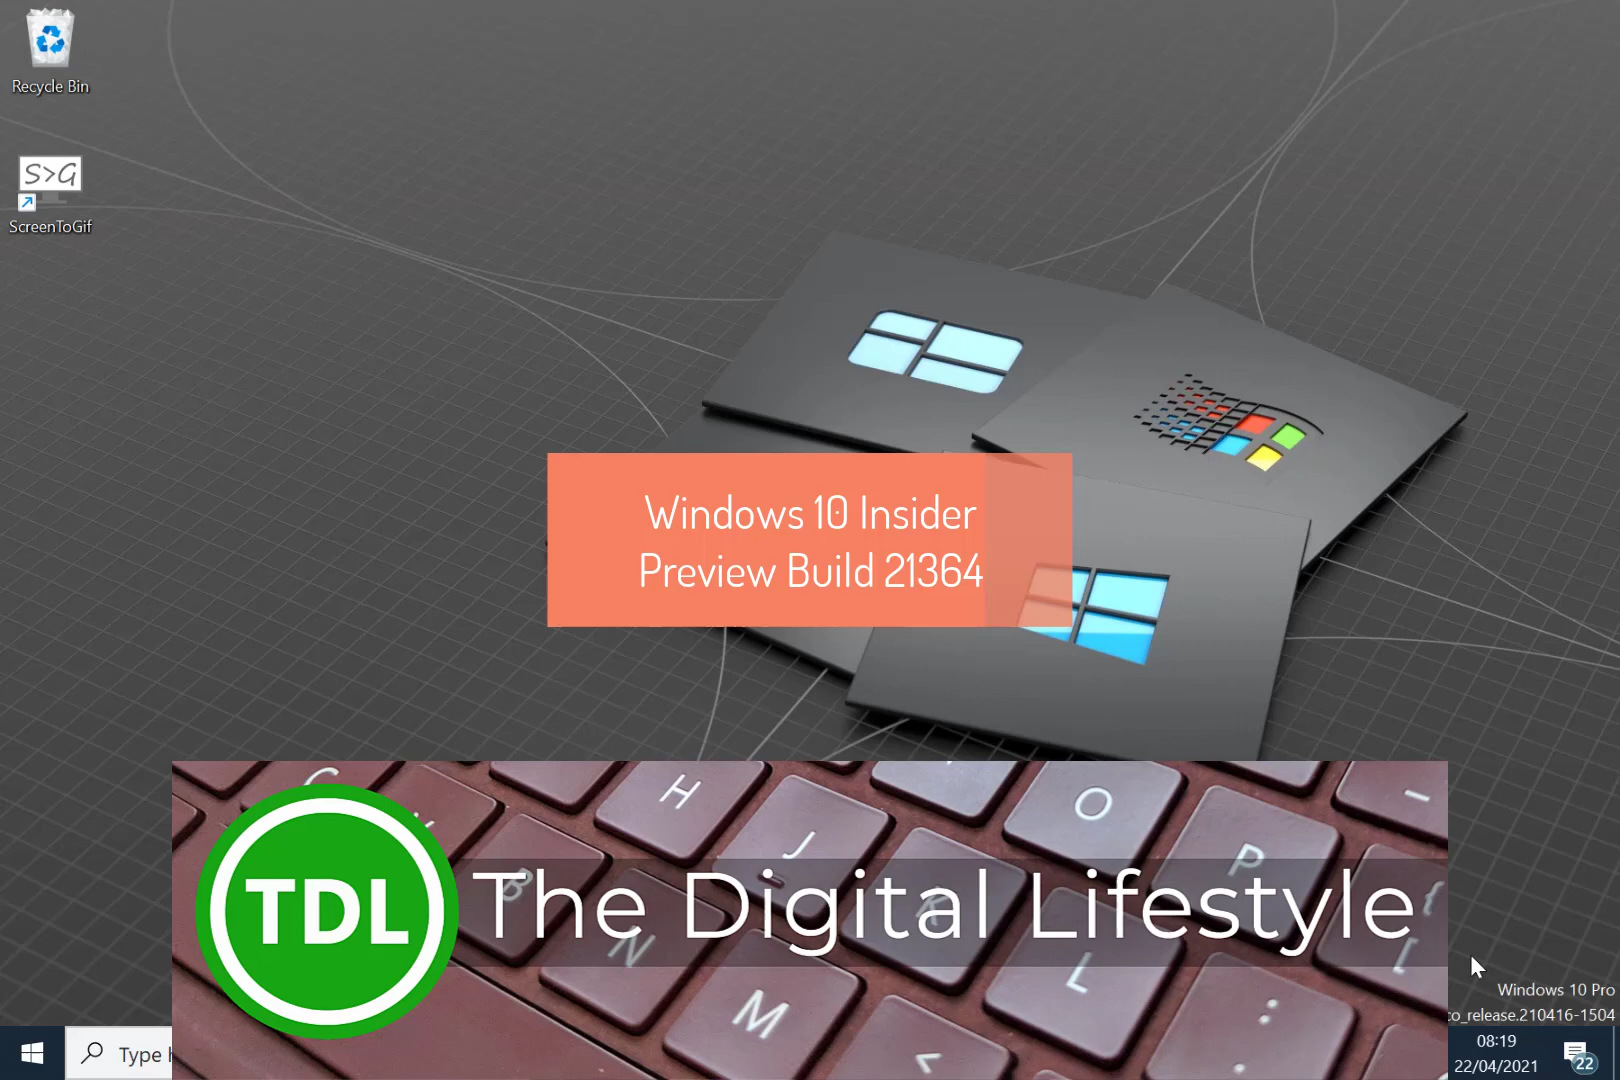 Recycle Bin
S>G
ScreenToGif
Windows 10 Insider
Preview Build 21364
H
O
J
P
B
K
N
L
M
<
TDL
The Digital Lifestyle
Windows 10 Pro
co_release.210416-1504
Type
08:19
22/04/2021
22